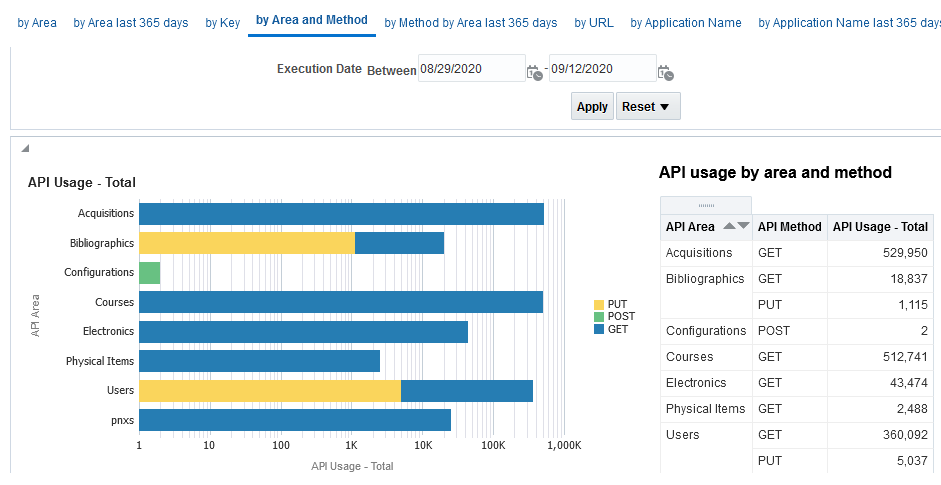 by Area by Area last 365 days by Key by Area and Method by Method by Area last 365 days by URL by Application Name by Application Name last 365 days
Execution Date Between 08/29/2020 - 09/12/2020
Apply Reset
API Usage - Total
API Area
Acquisitions
Bibliographics
Configurations
Courses
Electronics
Physical Items
Users
pnxs
1 10 100 1K 10K 100K 1,000K
API Usage - Total
PUT
POST
GET
API usage by area and method
API Area API Method API Usage - Total
Acquisitions GET 529,950
Bibliographics GET 18,837
PUT 1,115
Configurations POST 2
Courses GET 512,741
Electronics GET 43,474
Physical Items GET 2,488
Users GET 360,092
PUT 5,037